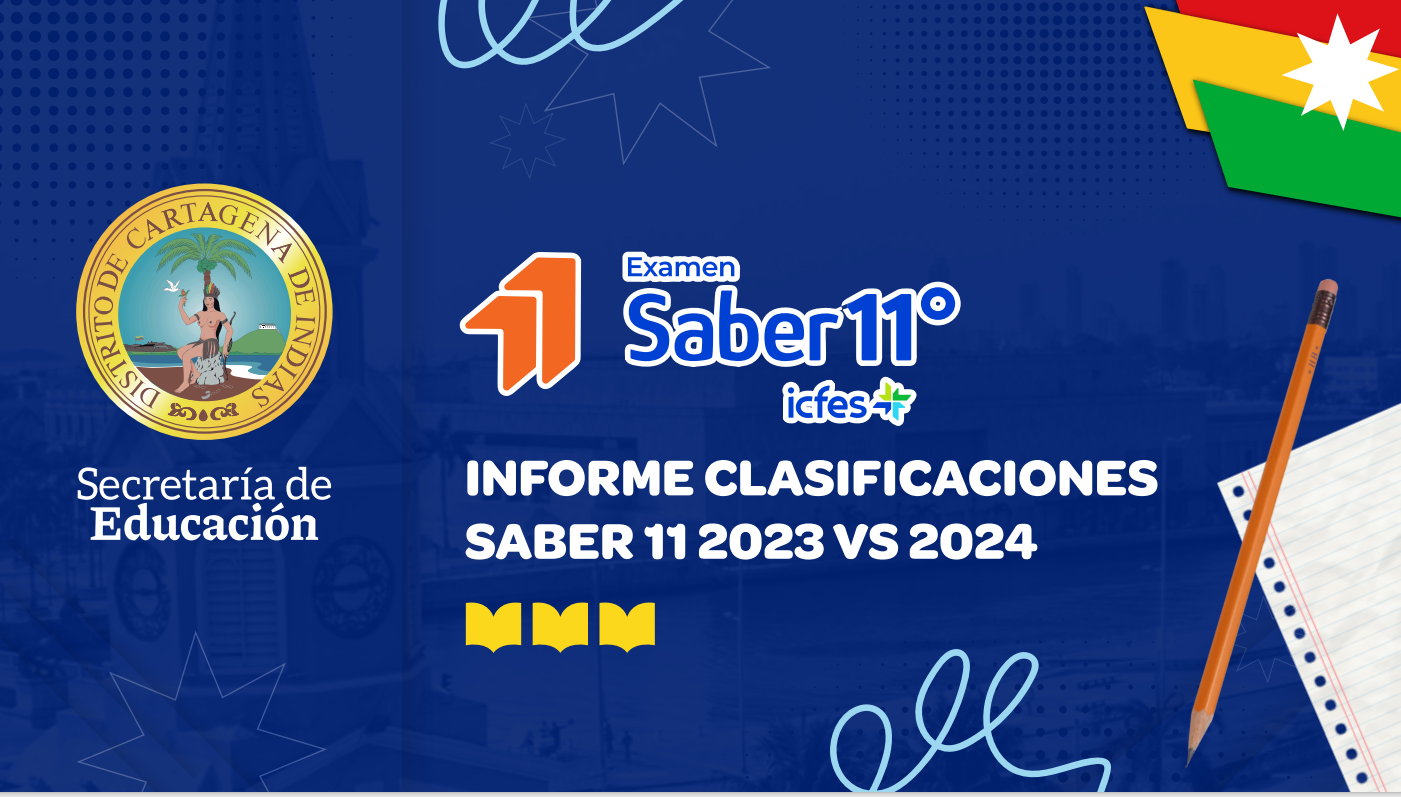 DISTRITO DE CARTAGENA DE INDIAS
Secretaría de
Educación
Examen
Saber 11°
icfes
INFORME CLASIFICACIONES
SABER 11 2023 VS 2024